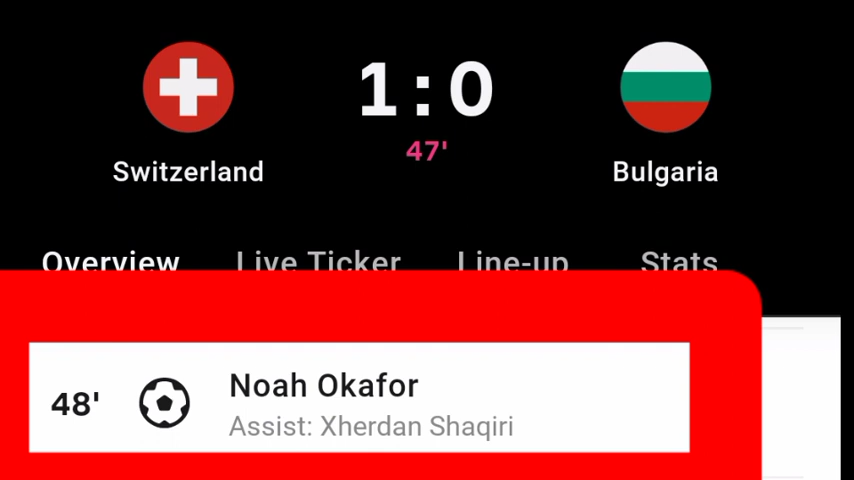 1:0
47'
Switzerland
Bulgaria
Overview Live Ticker Line-up Stats
48' Noah Okafor
Assist: Xherdan Shaqiri